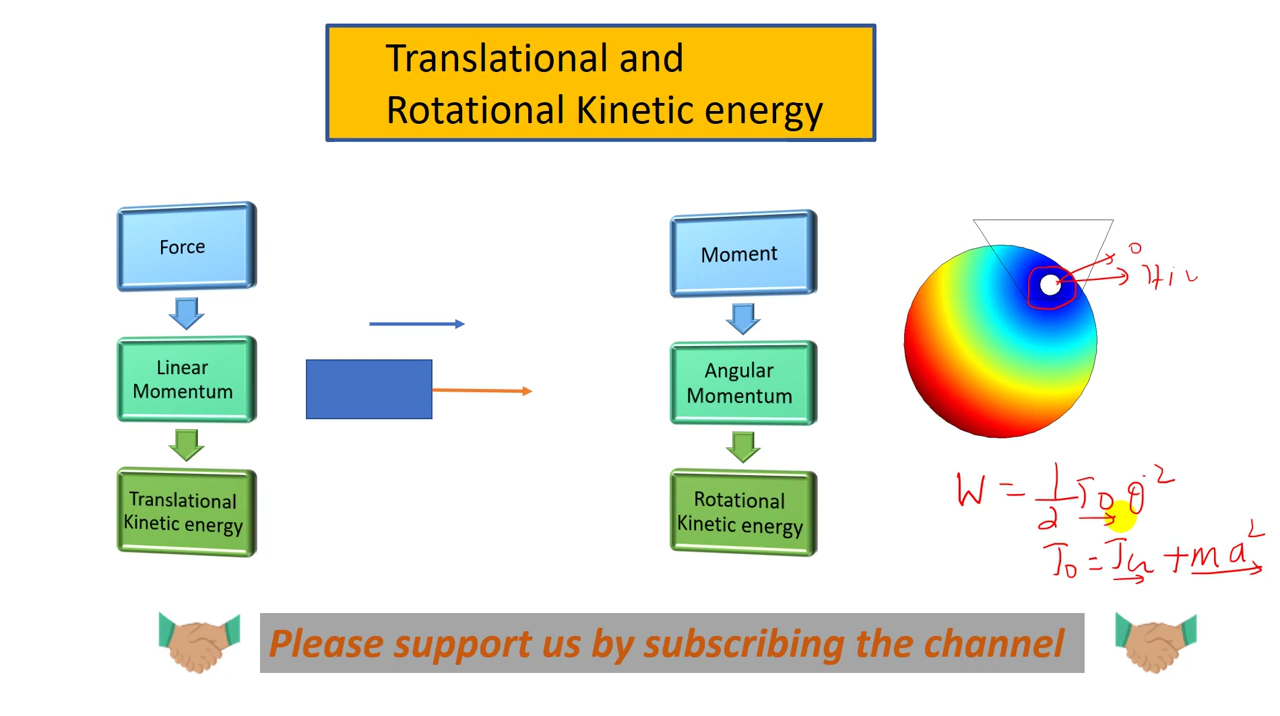 Translational and
Rotational Kinetic energy
Force
Linear
Momentum
Translational
Kinetic energy
Moment
Angular
Momentum
Rotational
Kinetic energy
O
W = 1/2 J₀ θ̇²
J₀ = J + ma²
Please support us by subscribing the channel